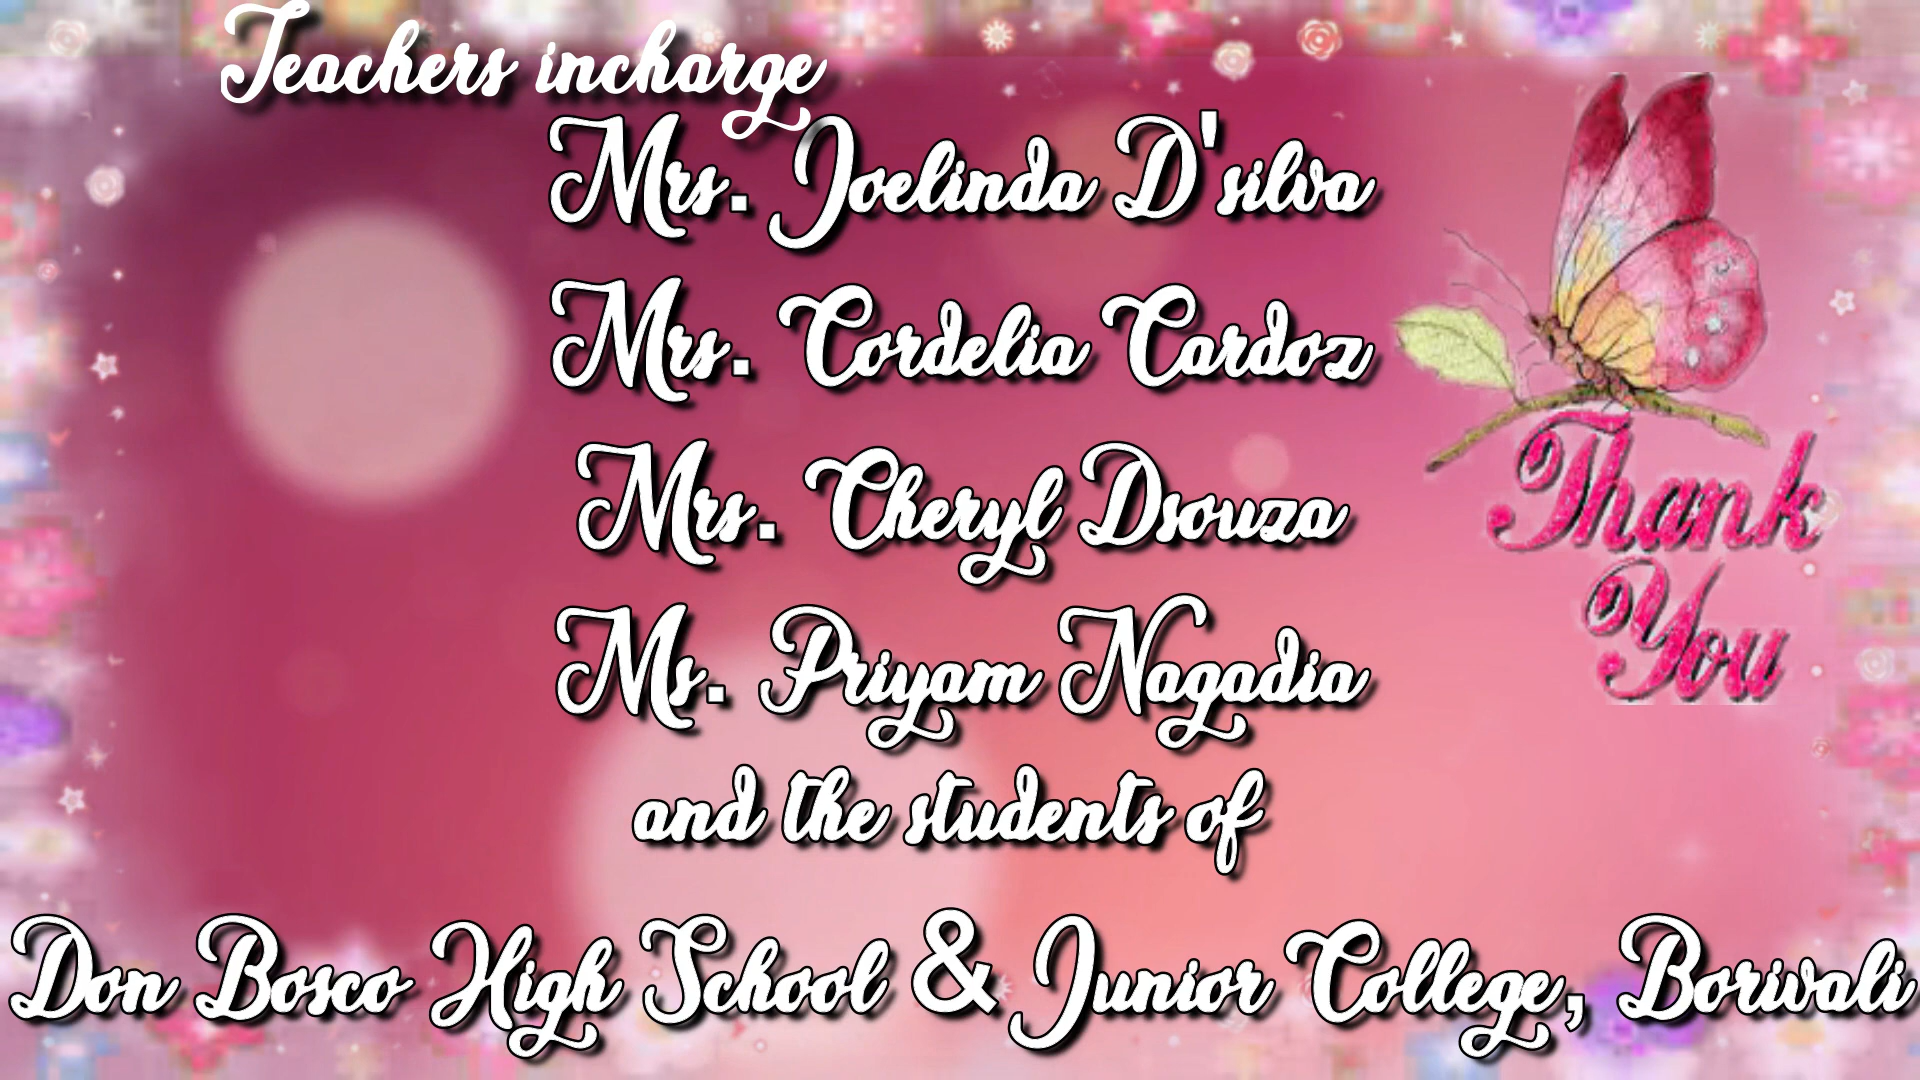 Teachers incharge
Mrs. Joelinda D'silva
Mrs. Cordelia Cardoz
Mrs. Cheryl Dsouza
Ms. Priyam Nagadia
and the students of
Don Bosco High School & Junior College, Borivali
Thank
You